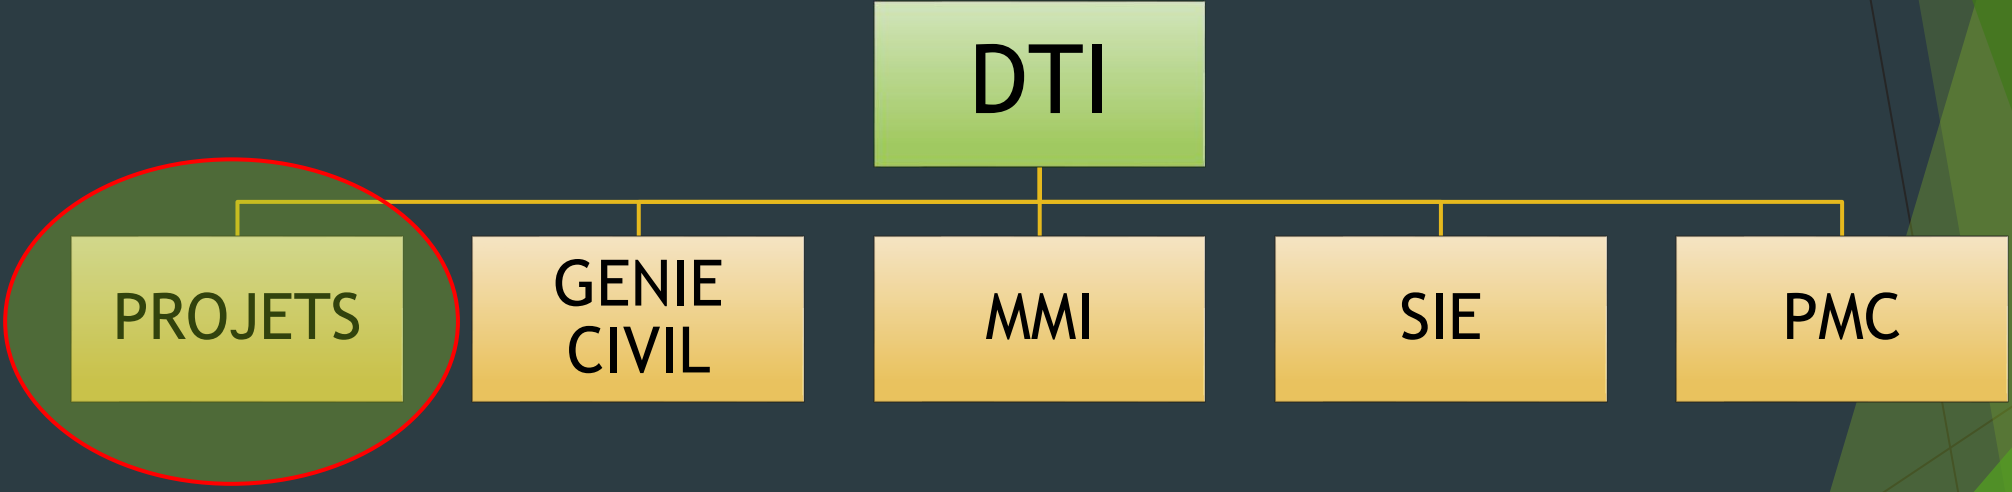 DTI
PROJETS
GENIE
CIVIL
MMI
SIE
PMC